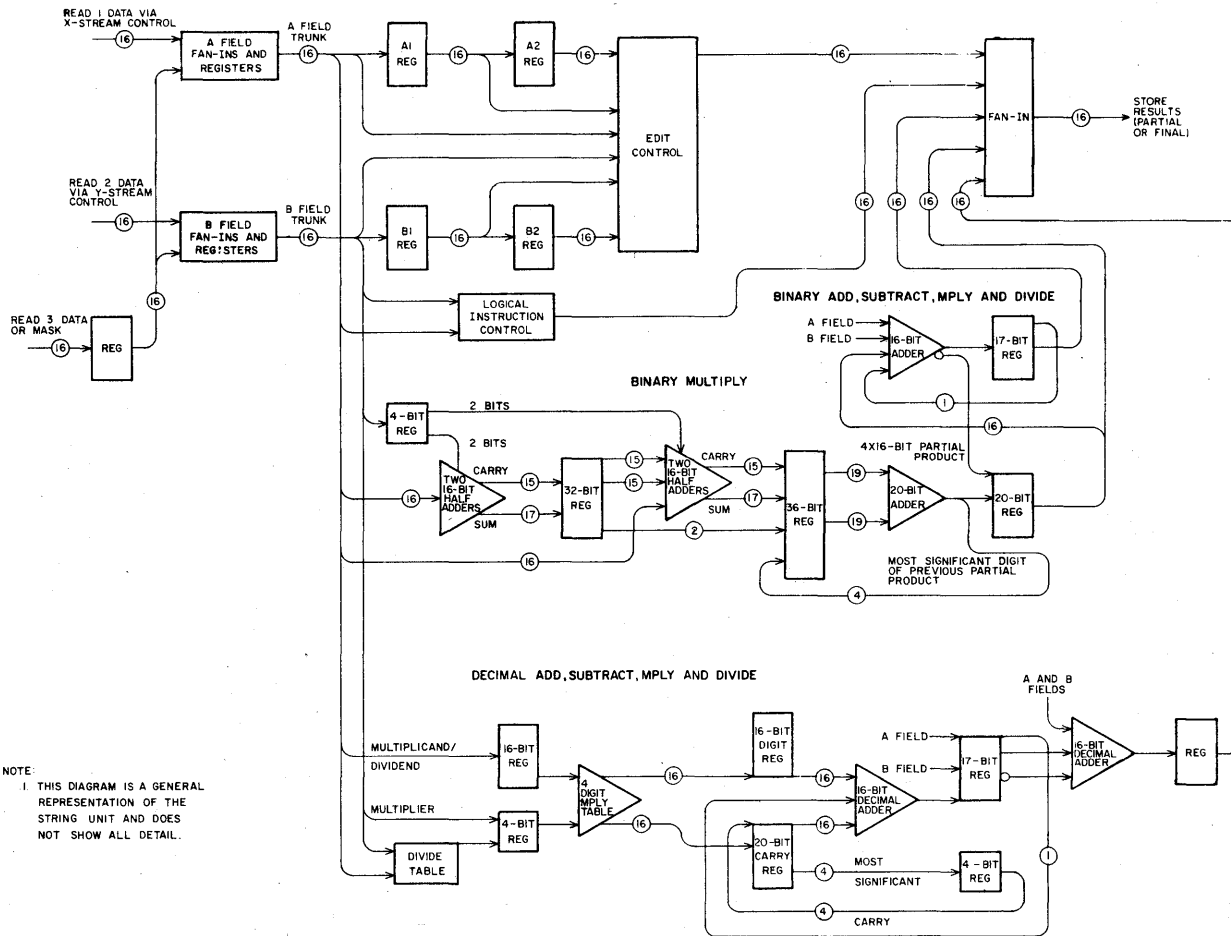 READ 1 DATA VIA
X-STREAM CONTROL
16
A FIELD
FAN-INS AND
REGISTERS
A FIELD
TRUNK
16
A1
REG
16
A2
REG
16
EDIT
CONTROL
16
FAN-IN
16
STORE
RESULTS
(PARTIAL
OR FINAL)
READ 2 DATA
VIA Y-STREAM
CONTROL
16
B FIELD
FAN-INS AND
REGISTERS
B FIELD
TRUNK
16
B1
REG
16
B2
REG
16
16
16
16
16
16
READ 3 DATA
OR MASK
16
REG
LOGICAL
INSTRUCTION
CONTROL
BINARY ADD, SUBTRACT, MPLY AND DIVIDE
A FIELD
B FIELD
16-BIT
ADDER
17-BIT
REG
1
16
BINARY MULTIPLY
4-BIT
REG
2 BITS
2 BITS
16
TWO
16-BIT
HALF
ADDERS
CARRY
15
17
SUM
32-BIT
REG
15
15
2
16
TWO
16-BIT
HALF
ADDERS
CARRY
15
17
SUM
36-BIT
REG
19
19
20-BIT
ADDER
4X16-BIT PARTIAL
PRODUCT
20-BIT
REG
MOST SIGNIFICANT DIGIT
OF PREVIOUS PARTIAL
PRODUCT
4
DECIMAL ADD, SUBTRACT, MPLY AND DIVIDE
MULTIPLICAND/
DIVIDEND
16-BIT
REG
MULTIPLIER
4-BIT
REG
DIVIDE
TABLE
4
DIGIT
MPLY
TABLE
16
16
16-BIT
DIGIT
REG
16
16
20-BIT
CARRY
REG
4
MOST
SIGNIFICANT
4-BIT
REG
4
CARRY
16-BIT
DECIMAL
ADDER
A FIELD
B FIELD
17-BIT
REG
1
A AND B
FIELDS
16-BIT
DECIMAL
ADDER
REG
NOTE:
1. THIS DIAGRAM IS A GENERAL
REPRESENTATION OF THE
STRING UNIT AND DOES
NOT SHOW ALL DETAIL.